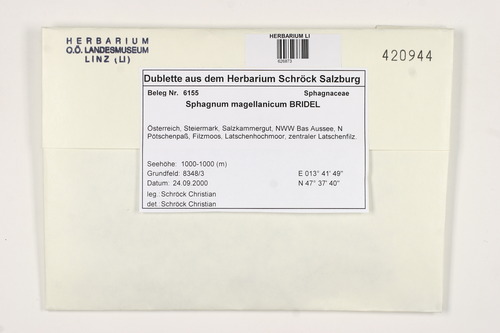 HERBARIUM
O.Ö. LANDESMUSEUM
LINZ (LI)
HERBARIUM LI
420944
Dublette aus dem Herbarium Schröck Salzburg
Beleg Nr. 6155 Sphagnaceae
Sphagnum magellanicum BRIDEL
Österreich, Steiermark, Salzkammergut, NWW Bas Aussee, N
Pötschenpaß, Filzmoos. Latschenhochmoor, zentraler Latschenfilz.
Seehöhe: 1000-1000 (m)
Grundfeld: 8348/3 E 013° 41' 49"
Datum: 24.09.2000 N 47° 37' 40"
leg. Schröck Christian
det. Schröck Christian